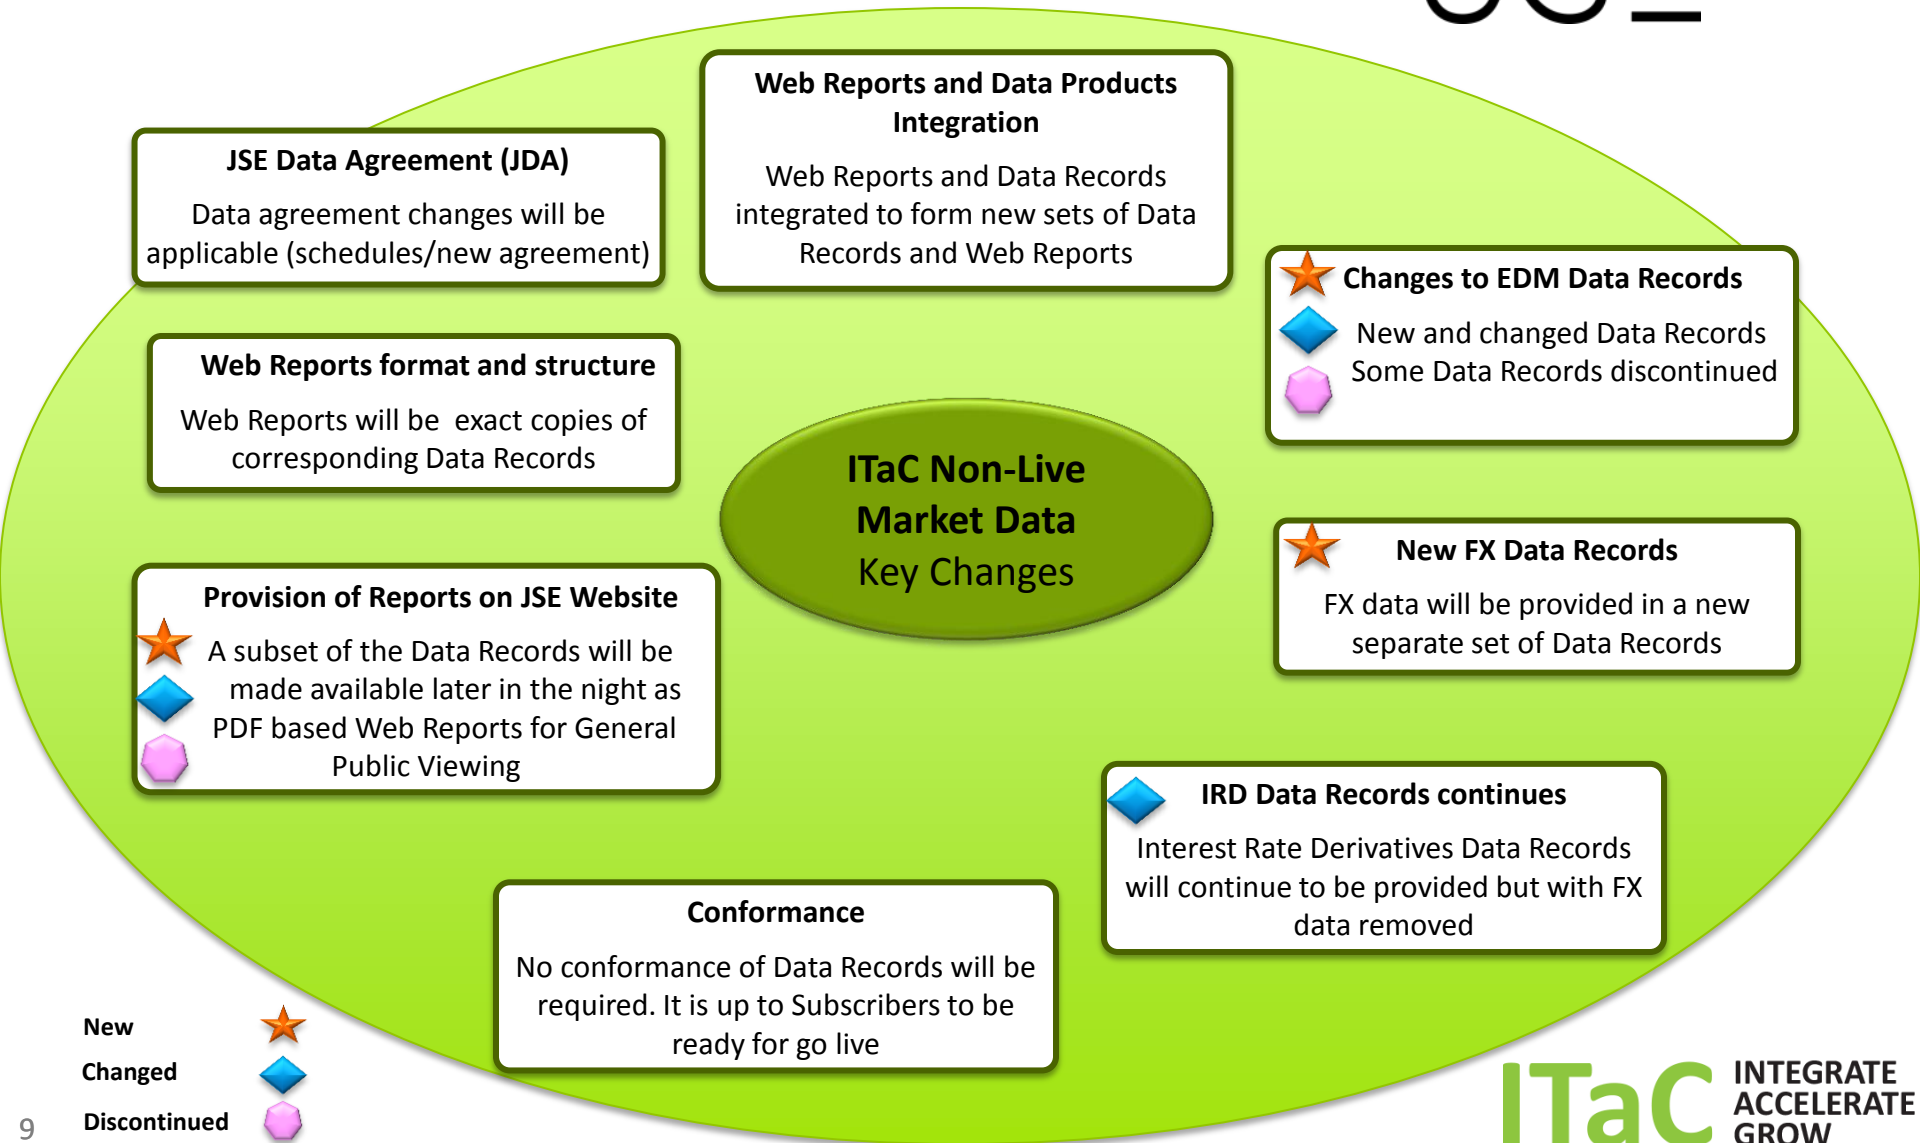 Web Reports and Data Products
Integration
Web Reports and Data Records
integrated to form new sets of Data
Records and Web Reports
JSE Data Agreement (JDA)
Data agreement changes will be
applicable (schedules/new agreement)
Changes to EDM Data Records
New and changed Data Records
Some Data Records discontinued
Web Reports format and structure
Web Reports will be exact copies of
corresponding Data Records
ITaC Non-Live
Market Data
Key Changes
New FX Data Records
FX data will be provided in a new
separate set of Data Records
Provision of Reports on JSE Website
A subset of the Data Records will be
made available later in the night as
PDF based Web Reports for General
Public Viewing
IRD Data Records continues
Interest Rate Derivatives Data Records
will continue to be provided but with FX
data removed
Conformance
No conformance of Data Records will be
required. It is up to Subscribers to be
ready for go live
New
Changed
Discontinued
9
ITaC
INTEGRATE
ACCELERATE
GROW